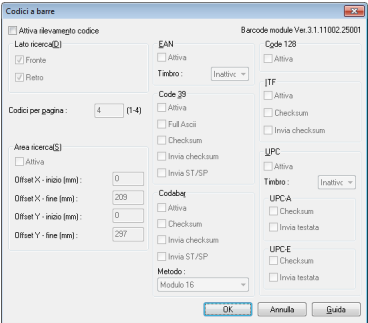 Codici a barre
Attiva rilevamento codice
Barcode module Ver.3.1.11002.25001
Lato ricerca(D)
Fronte
Retro
Codici per pagina :
4
(1-4)
Area ricerca(S)
Attiva
Offset X - inizio (mm) :
0
Offset X - fine (mm) :
209
Offset Y - inizio (mm) :
0
Offset Y - fine (mm) :
297
EAN
Attiva
Timbro :
Inattivc
Code 39
Attiva
Full Ascii
Checksum
Invia checksum
Invia ST/SP
Codabar
Attiva
Checksum
Invia checksum
Invia ST/SP
Metodo :
Modulo 16
Code 128
Attiva
ITF
Attiva
Checksum
Invia checksum
UPC
Attiva
Timbro :
Inattivc
UPC-A
Checksum
Invia testata
UPC-E
Checksum
Invia testata
OK
Annulla
Guida